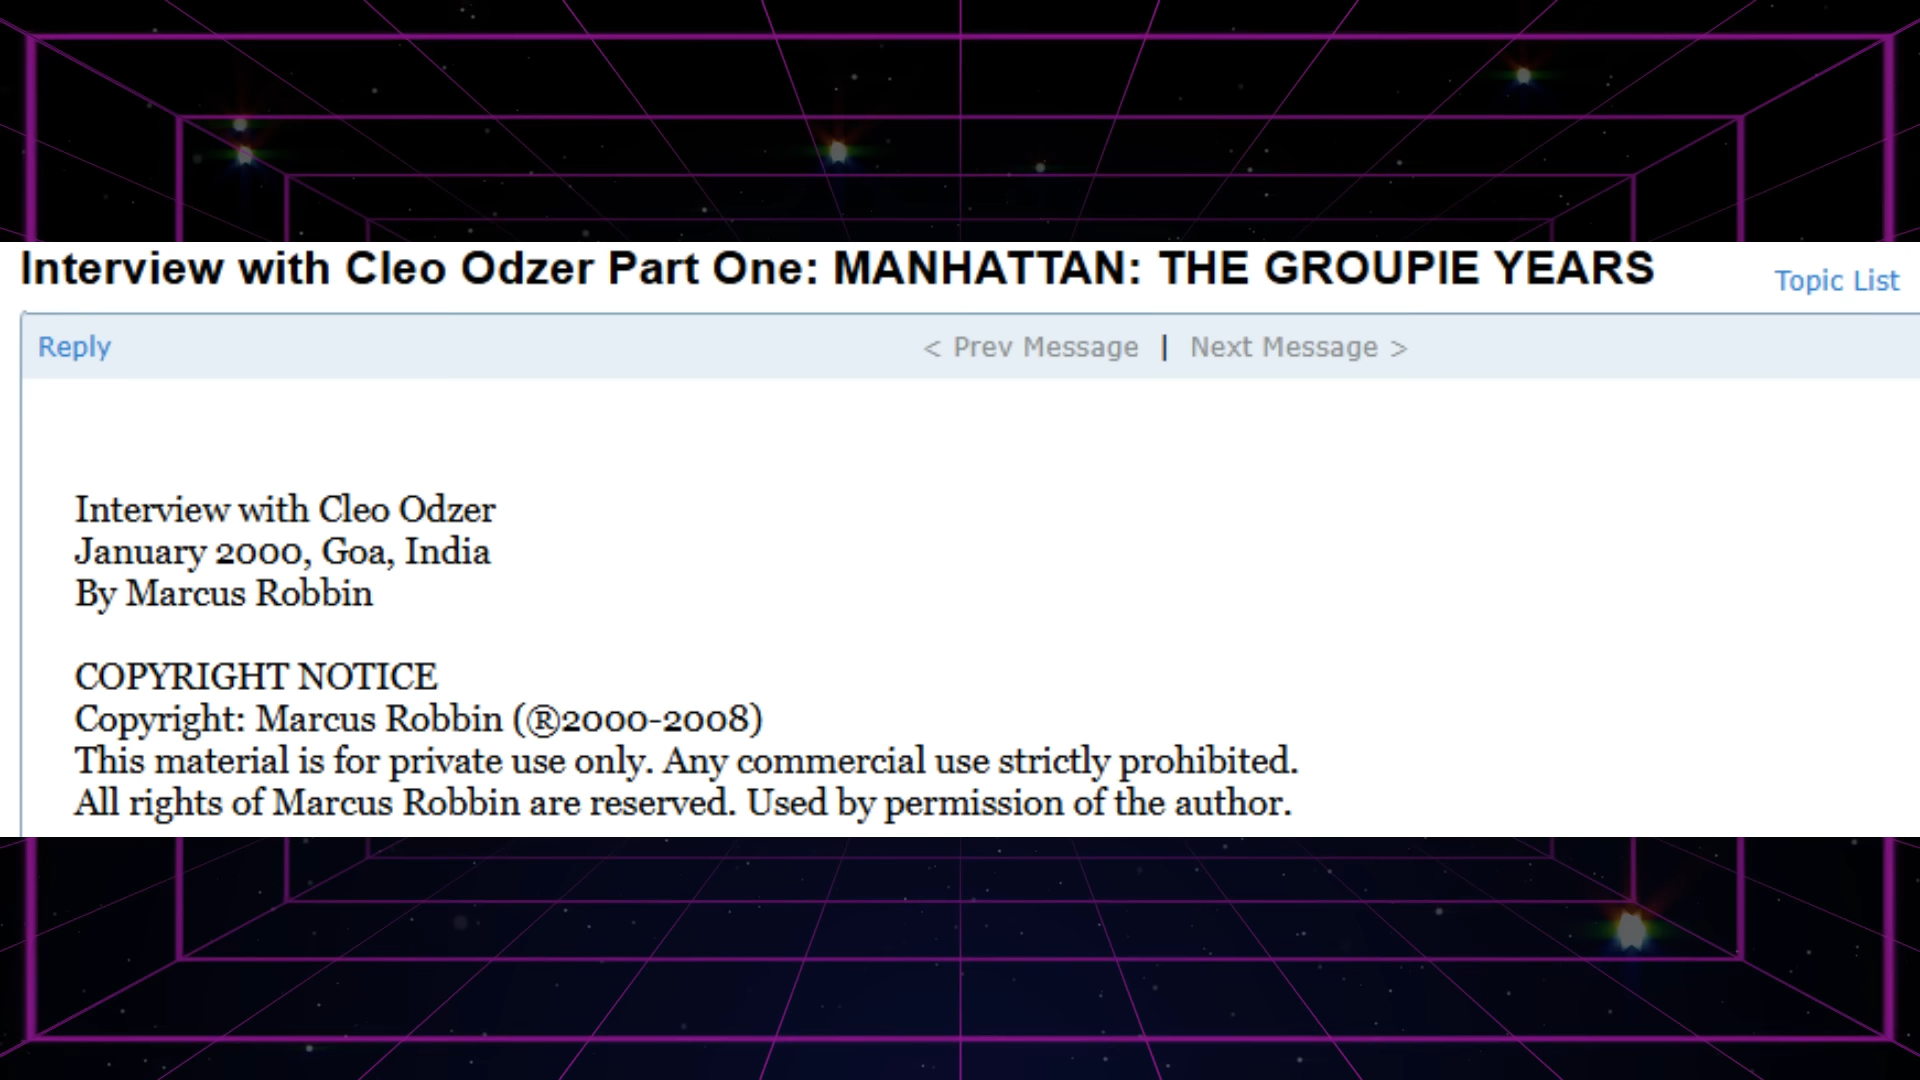 Interview with Cleo Odzer Part One: MANHATTAN: THE GROUPIE YEARS
Topic List
Reply
< Prev Message | Next Message >
Interview with Cleo Odzer
January 2000, Goa, India
By Marcus Robbin
COPYRIGHT NOTICE
Copyright: Marcus Robbin (®2000-2008)
This material is for private use only. Any commercial use strictly prohibited.
All rights of Marcus Robbin are reserved. Used by permission of the author.